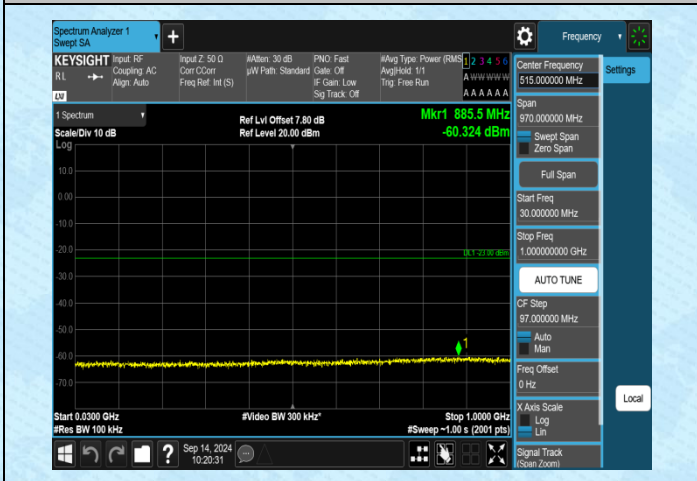 Spectrum Analyzer 1
Swept SA
+
Frequency
KEYSIGHT
RL
LXI
Input: RF
Coupling: AC
Align: Auto
Input Z: 50 Ω
Corr CCorr
Freq Ref: Int (S)
#Atten: 30 dB
µW Path: Standard
PNO: Fast
Gate: Off
IF Gain: Low
Sig Track: Off
#Avg Type: Power (RMS)
Avg|Hold: 1/1
Trig: Free Run
1 2 3 4 5 6
A W W W W W
A A A A A A
1 Spectrum
Scale/Div 10 dB
Log
Ref Lvl Offset 7.80 dB
Ref Level 20.00 dBm
Mkr1 885.5 MHz
-60.324 dBm
10.0
0.00
-10.0
-20.0
-30.0
-40.0
-50.0
-60.0
-70.0
DL1 -23.00 dBm
1
Start 0.0300 GHz
#Res BW 100 kHz
#Video BW 300 kHz*
Stop 1.0000 GHz
#Sweep ~1.00 s (2001 pts)
?
Sep 14, 2024
10:20:31
Center Frequency
515.000000 MHz
Span
970.000000 MHz
Swept Span
Zero Span
Full Span
Start Freq
30.000000 MHz
Stop Freq
1.000000000 GHz
AUTO TUNE
CF Step
97.000000 MHz
Auto
Man
Freq Offset
0 Hz
X Axis Scale
Log
Lin
Signal Track
(Span Zoom)
Settings
Local